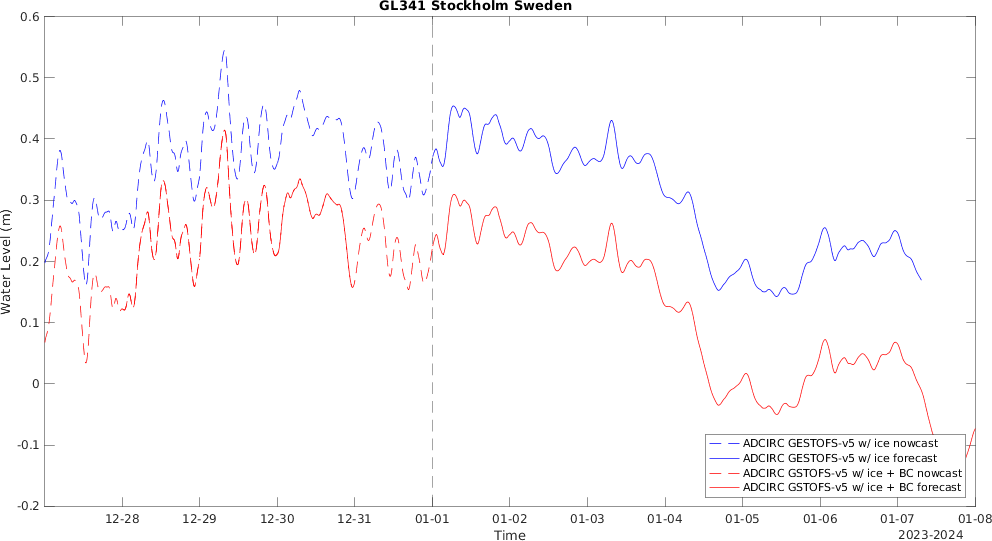 GL341 Stockholm Sweden
0.6
0.5
0.4
0.3
0.2
0.1
0
-0.1
-0.2
Water Level (m)
ADCIRC GESTOFS-v5 w/ ice nowcast
ADCIRC GESTOFS-v5 w/ ice forecast
ADCIRC GSTOFS-v5 w/ ice + BC nowcast
ADCIRC GSTOFS-v5 w/ ice + BC forecast
12-28 12-29 12-30 12-31 01-01 01-02 01-03 01-04 01-05 01-06 01-07 01-08
Time
2023-2024